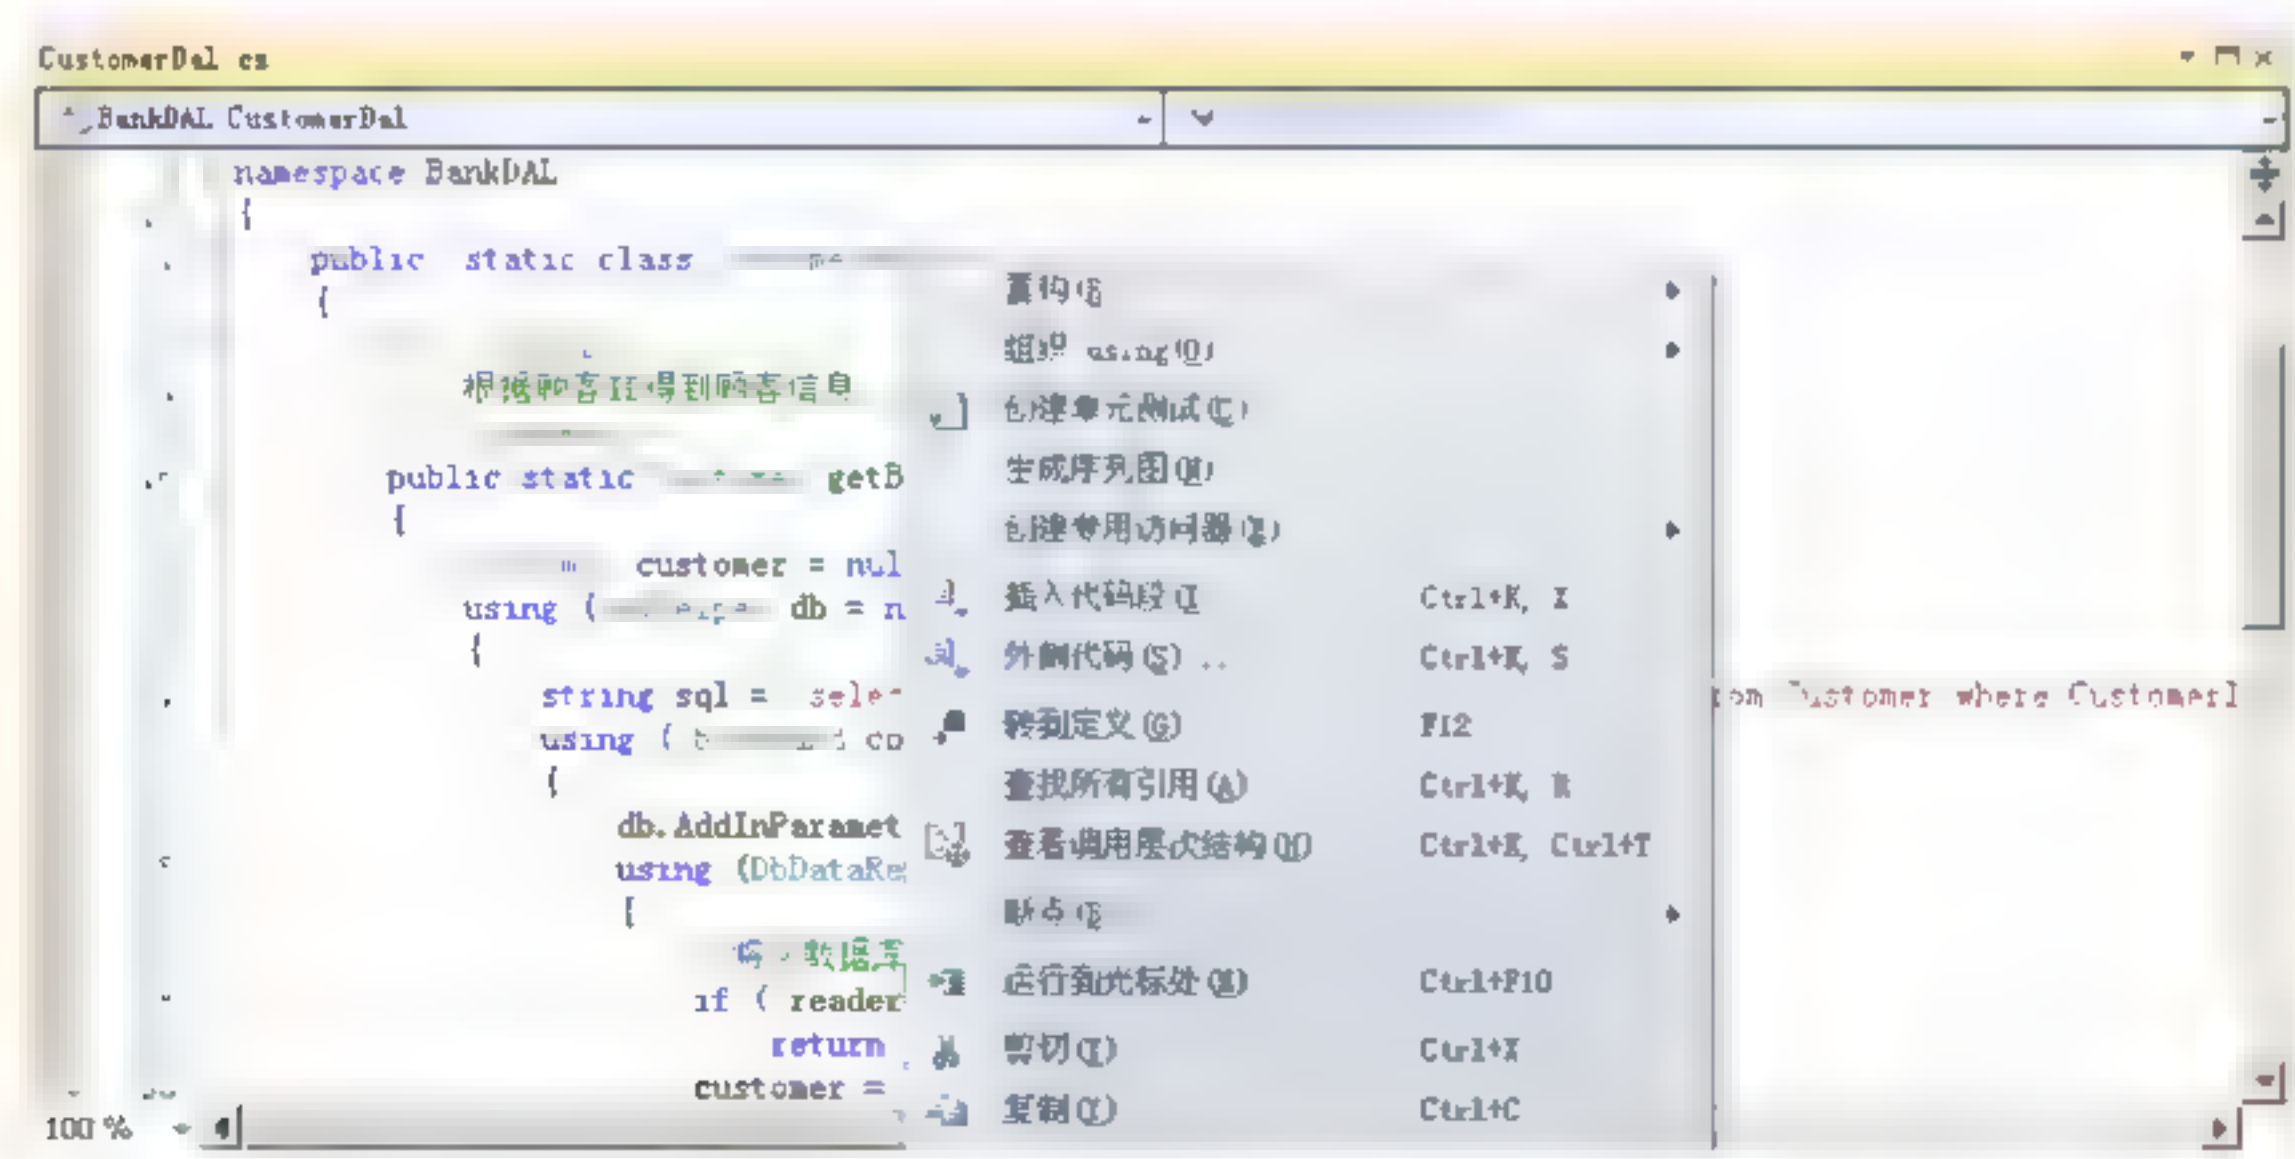 CustomerDal.cs
BankDAL.CustomerDal
namespace BankDAL
{
public static class
{
根据顾客ID得到顾客信息
public static getB
{
customer = nul
using ( db = n
{
string sql = selec
om Customer where CustomerI
using ( co
{
db.AddInParamet
using (DbDataRe
{
数据库
if ( reader
return
customer =
重构(R)
组织 using(O)
创建单元测试(C)
生成序列图(N)
创建专用访问器(P)
插入代码段(I)
Ctrl+K, X
外侧代码(S)...
Ctrl+K, S
转到定义(G)
F12
查找所有引用(A)
Ctrl+K, R
查看调用层次结构(H)
Ctrl+K, Ctrl+T
断点(B)
运行到光标处(N)
Ctrl+F10
剪切(T)
Ctrl+X
复制(Y)
Ctrl+C
100 %